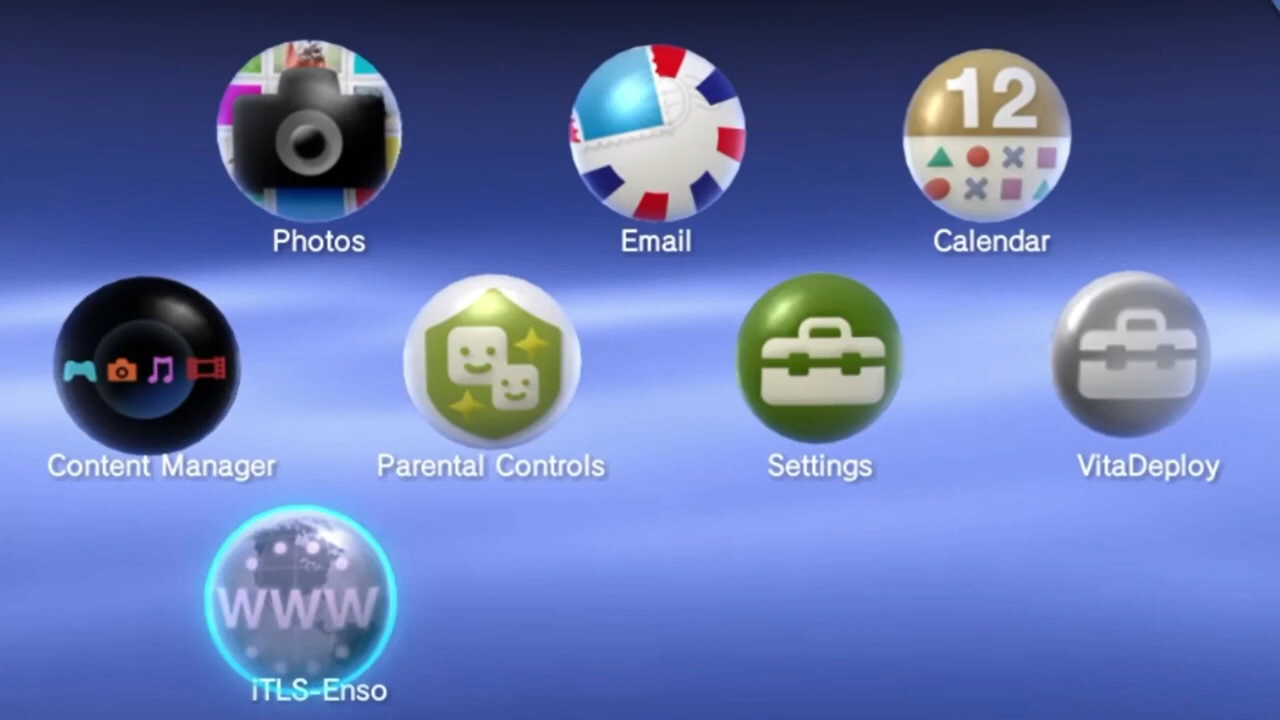 12
Photos
Email
Calendar
Content Manager
Parental Controls
Settings
VitaDeploy
WWW
iTLS-Enso